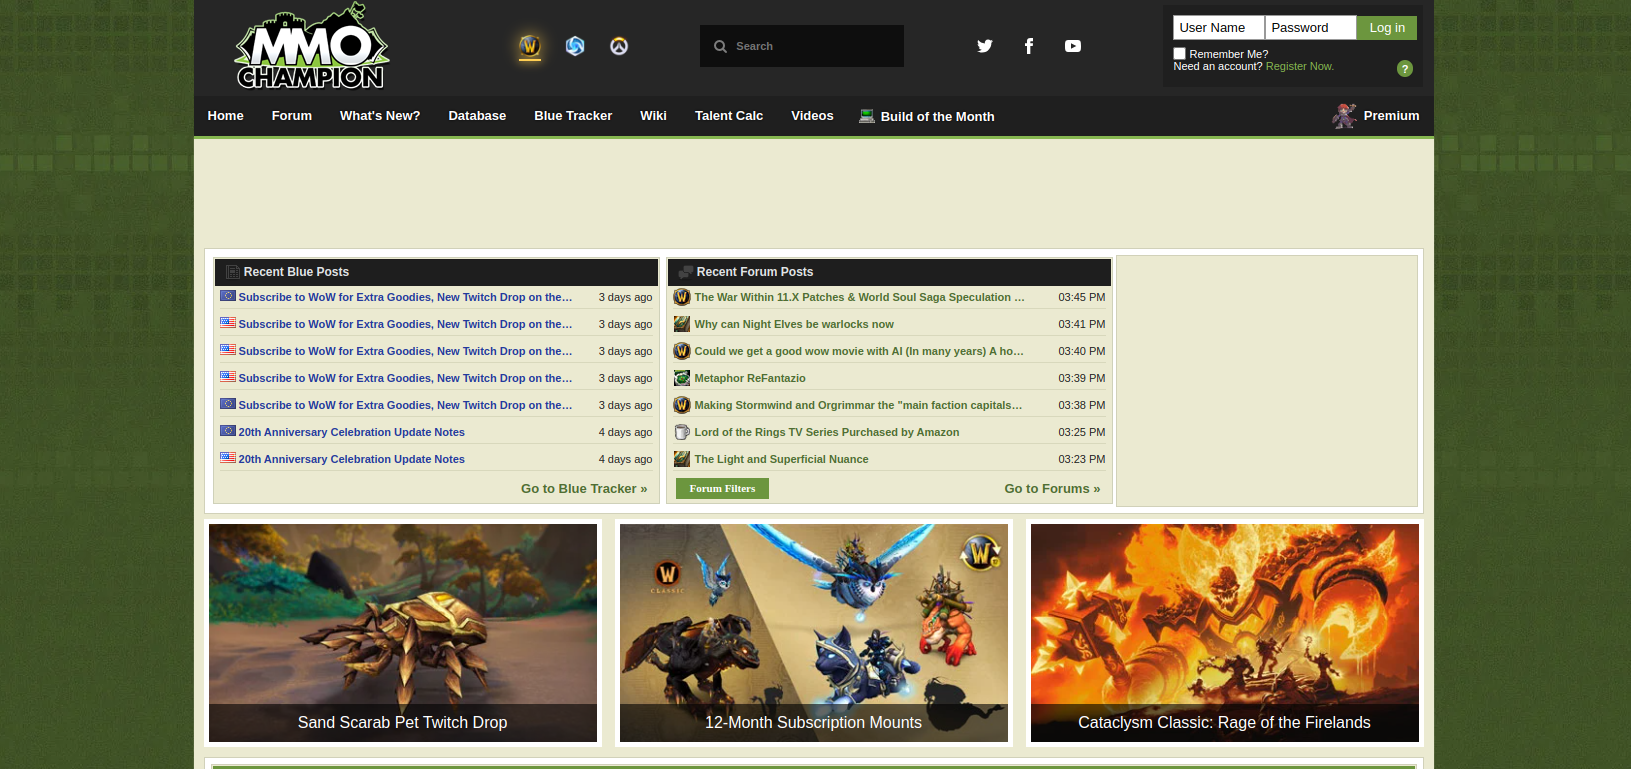 MMO
CHAMPION
Search
User Name
Password
Log in
Remember Me?
Need an account? Register Now.
?
Home
Forum
What's New?
Database
Blue Tracker
Wiki
Talent Calc
Videos
Build of the Month
Premium
Recent Blue Posts
Subscribe to WoW for Extra Goodies, New Twitch Drop on the… 3 days ago
Subscribe to WoW for Extra Goodies, New Twitch Drop on the… 3 days ago
Subscribe to WoW for Extra Goodies, New Twitch Drop on the… 3 days ago
Subscribe to WoW for Extra Goodies, New Twitch Drop on the… 3 days ago
Subscribe to WoW for Extra Goodies, New Twitch Drop on the… 3 days ago
20th Anniversary Celebration Update Notes 4 days ago
20th Anniversary Celebration Update Notes 4 days ago
Go to Blue Tracker »
Recent Forum Posts
The War Within 11.X Patches & World Soul Saga Speculation … 03:45 PM
Why can Night Elves be warlocks now 03:41 PM
Could we get a good wow movie with AI (In many years) A ho… 03:40 PM
Metaphor ReFantazio 03:39 PM
Making Stormwind and Orgrimmar the "main faction capitals… 03:38 PM
Lord of the Rings TV Series Purchased by Amazon 03:25 PM
The Light and Superficial Nuance 03:23 PM
Forum Filters
Go to Forums »
Sand Scarab Pet Twitch Drop
W
CLASSIC
W
12-Month Subscription Mounts
Cataclysm Classic: Rage of the Firelands